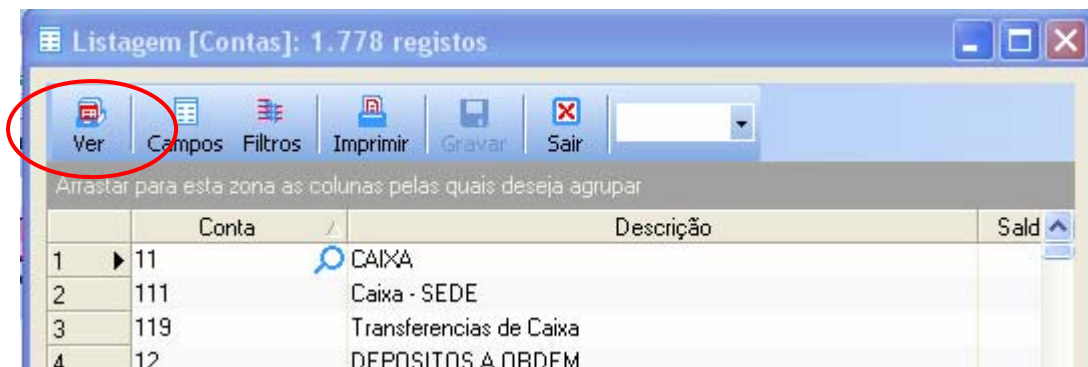 Listagem [Contas]: 1.778 registos
Ver Campos Filtros Imprimir Gravar Sair
Arrastar para esta zona as colunas pelas quais deseja agrupar
Conta Descrição Sald
1 11 CAIXA
2 111 Caixa - SEDE
3 119 Transferencias de Caixa
4 12 DEPOSITOS A ORDEM